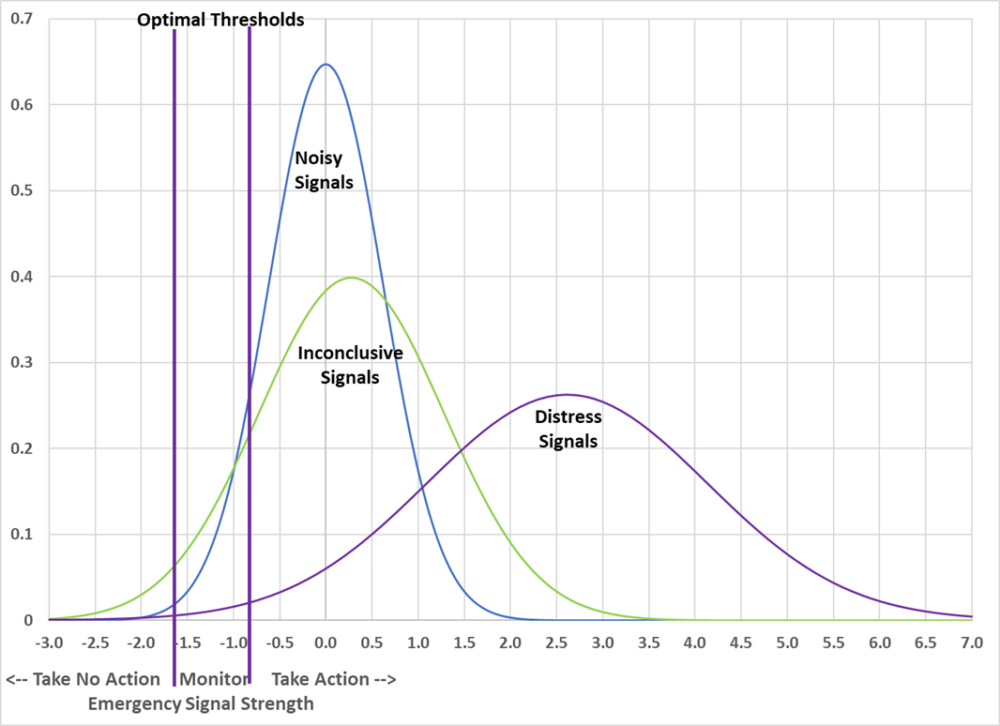 Optimal Thresholds
0.7
0.6
0.5
0.4
0.3
0.2
0.1
0
Noisy
Signals
Inconclusive
Signals
Distress
Signals
-3.0 -2.5 -2.0 -1.5 -1.0 -0.5 0.0 0.5 1.0 1.5 2.0 2.5 3.0 3.5 4.0 4.5 5.0 5.5 6.0 6.5 7.0
<-- Take No Action Monitor Take Action -->
Emergency Signal Strength